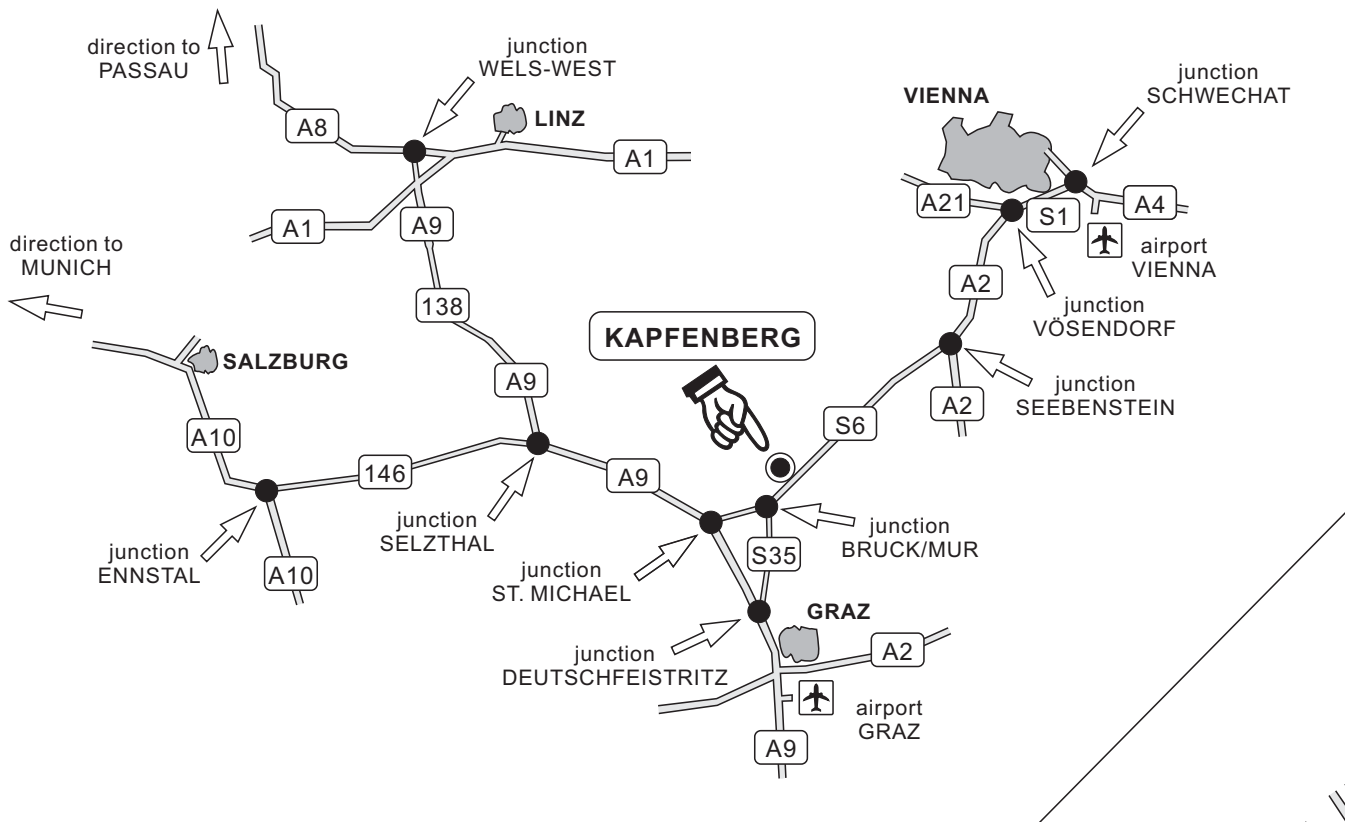 direction to
PASSAU
junction
WELS-WEST
LINZ
A8
A1
A1
A9
direction to
MUNICH
138
SALZBURG
A9
A10
146
junction
ENNSTAL
A10
junction
SELZTHAL
A9
KAPFENBERG
VIENNA
junction
SCHWECHAT
A21
S1
A4
airport
VIENNA
A2
junction
VÖSENDORF
junction
SEEBENSTEIN
A2
S6
junction
BRUCK/MUR
S35
junction
ST. MICHAEL
GRAZ
junction
DEUTSCHFEISTRITZ
A2
airport
GRAZ
A9